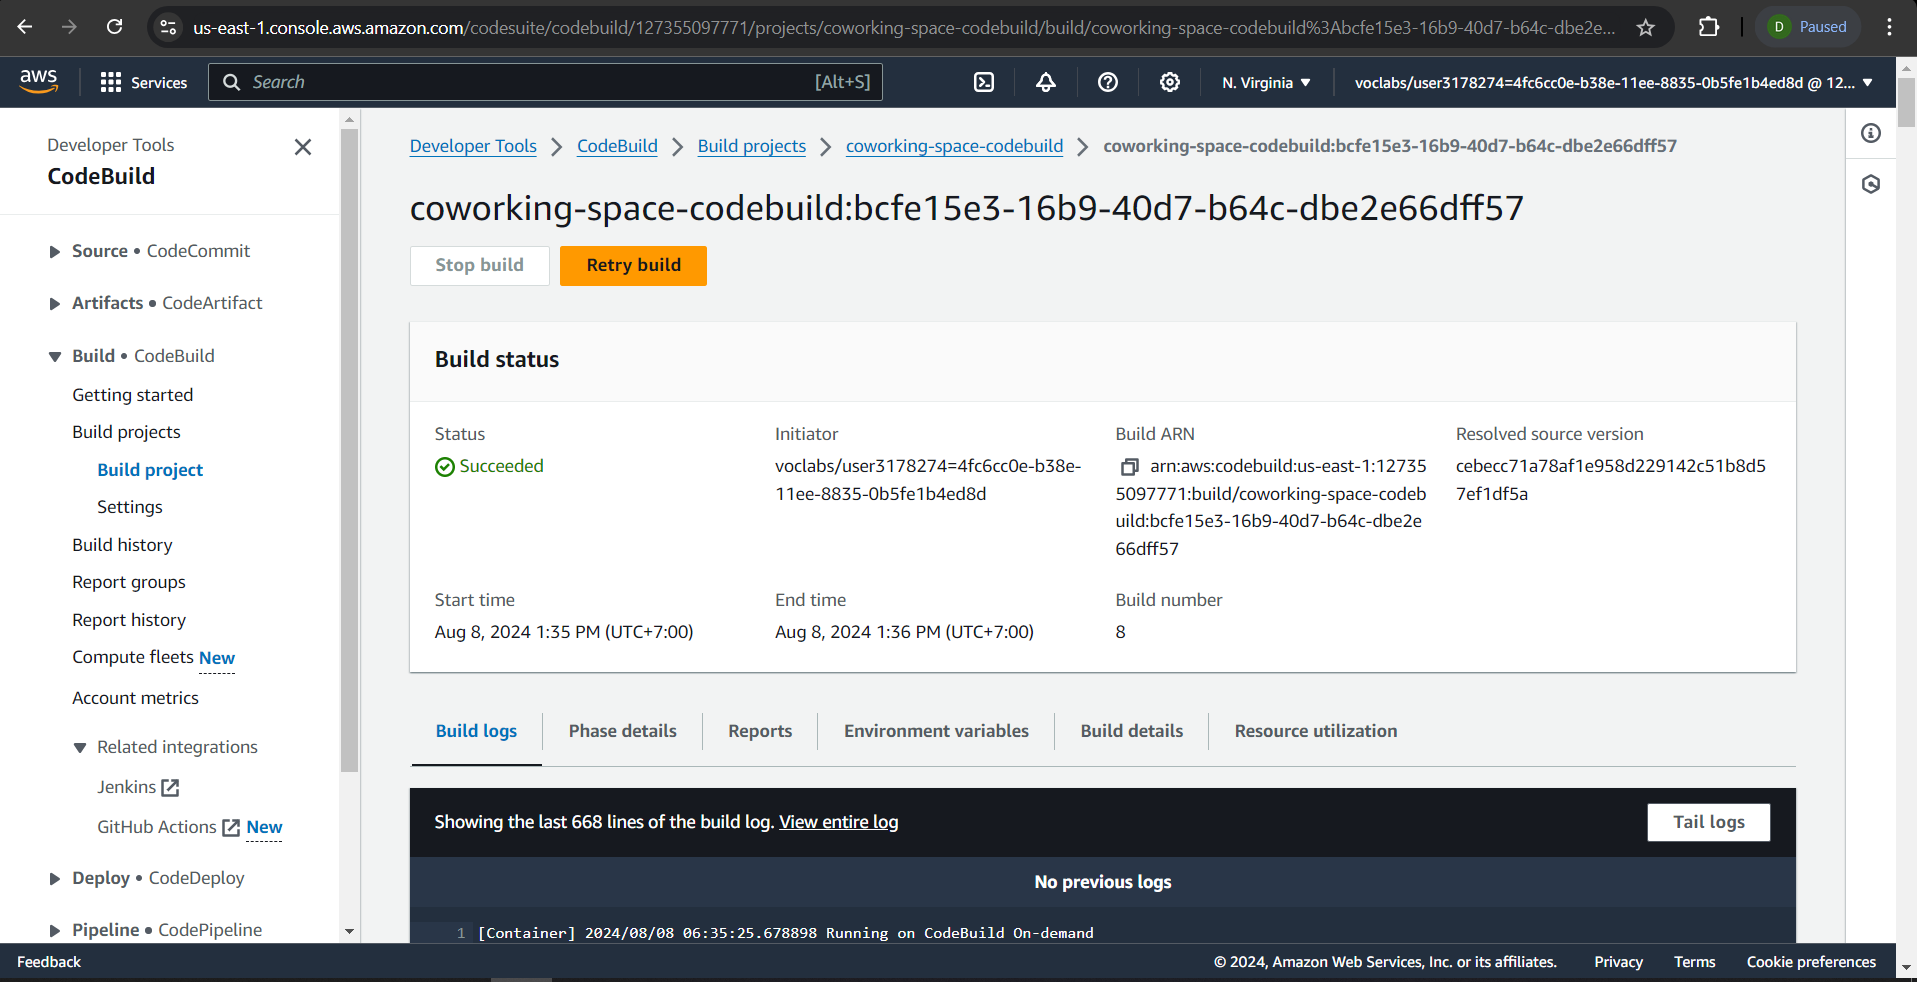 us-east-1.console.aws.amazon.com/codesuite/codebuild/127355097771/projects/coworking-space-codebuild/build/coworking-space-codebuild%3Abcfe15e3-16b9-40d7-b64c-dbe2e...
D Paused
aws
Services
Search [Alt+S]
N. Virginia
voclabs/user3178274=4fc6cc0e-b38e-11ee-8835-0b5fe1b4ed8d @ 12...
Developer Tools
CodeBuild
Source • CodeCommit
Artifacts • CodeArtifact
Build • CodeBuild
Getting started
Build projects
Build project
Settings
Build history
Report groups
Report history
Compute fleets New
Account metrics
Related integrations
Jenkins
GitHub Actions New
Deploy • CodeDeploy
Pipeline • CodePipeline
Developer Tools > CodeBuild > Build projects > coworking-space-codebuild > coworking-space-codebuild:bcfe15e3-16b9-40d7-b64c-dbe2e66dff57
coworking-space-codebuild:bcfe15e3-16b9-40d7-b64c-dbe2e66dff57
Stop build
Retry build
Build status
Status
Succeeded
Initiator
voclabs/user3178274=4fc6cc0e-b38e-
11ee-8835-0b5fe1b4ed8d
Build ARN
arn:aws:codebuild:us-east-1:12735
5097771:build/coworking-space-codeb
uild:bcfe15e3-16b9-40d7-b64c-dbe2e
66dff57
Resolved source version
cebecc71a78af1e958d229142c51b8d5
7ef1df5a
Start time
Aug 8, 2024 1:35 PM (UTC+7:00)
End time
Aug 8, 2024 1:36 PM (UTC+7:00)
Build number
8
Build logs
Phase details
Reports
Environment variables
Build details
Resource utilization
Showing the last 668 lines of the build log. View entire log
Tail logs
No previous logs
1 [Container] 2024/08/08 06:35:25.678898 Running on CodeBuild On-demand
Feedback
© 2024, Amazon Web Services, Inc. or its affiliates.
Privacy
Terms
Cookie preferences